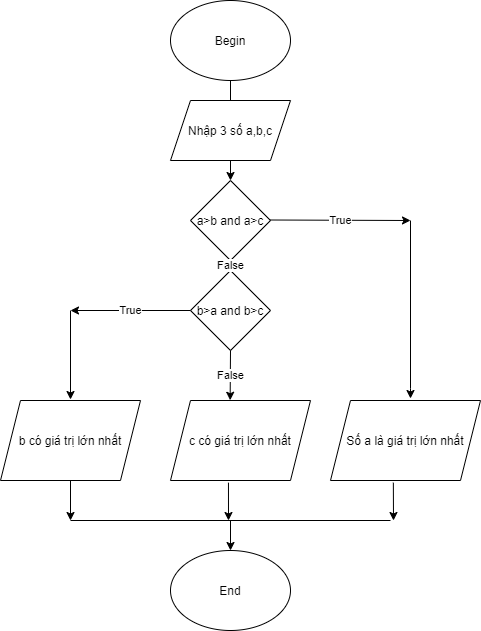 Begin
Nhập 3 số a,b,c
a>b and a>c
True
False
b>a and b>c
True
False
b có giá trị lớn nhất
c có giá trị lớn nhất
Số a là giá trị lớn nhất
End